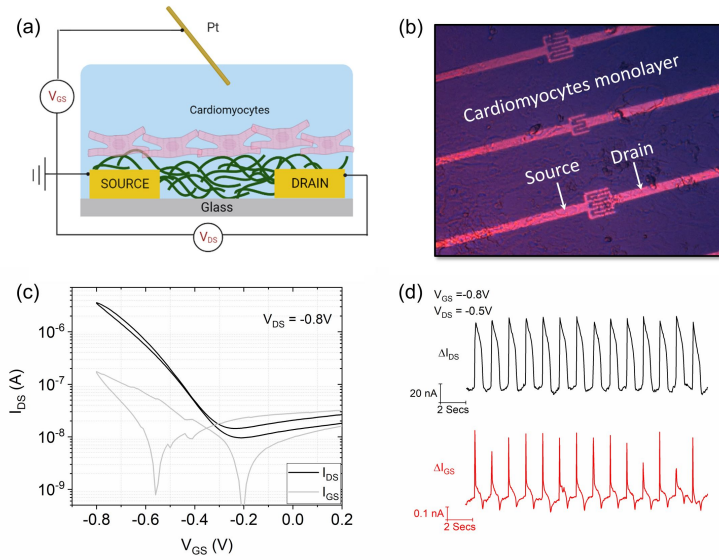 (a)
Pt
V_GS
Cardiomyocytes
SOURCE
DRAIN
Glass
V_DS
(b)
Cardiomyocytes monolayer
Source
Drain
(c)
V_DS = -0.8V
I_DS (A)
10^-6
10^-7
10^-8
10^-9
I_DS
I_GS
-0.8 -0.6 -0.4 -0.2 0.0 0.2
V_GS (V)
(d)
V_GS =-0.8V
V_DS =-0.5V
ΔI_DS
20 nA
2 Secs
ΔI_GS
0.1 nA
2 Secs